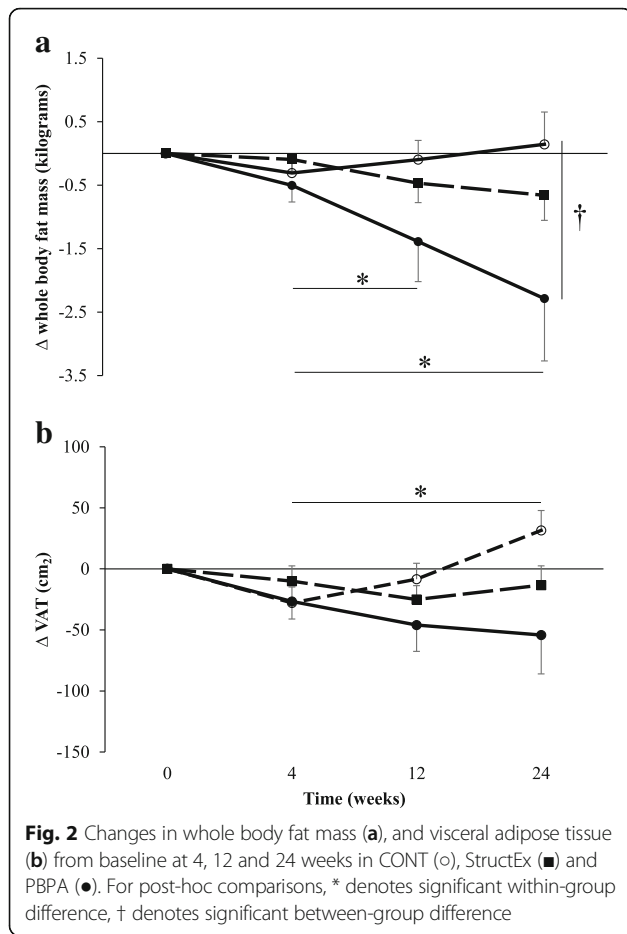 a
1.5
0.5
-0.5
-1.5
-2.5
-3.5
Δ whole body fat mass (kilograms)
*
*
†
b
100
50
0
-50
-100
-150
Δ VAT (cm2)
*
0 4 12 24
Time (weeks)
Fig. 2 Changes in whole body fat mass (a), and visceral adipose tissue
(b) from baseline at 4, 12 and 24 weeks in CONT (○), StructEx (■) and
PBPA (●). For post-hoc comparisons, * denotes significant within-group
difference, † denotes significant between-group difference